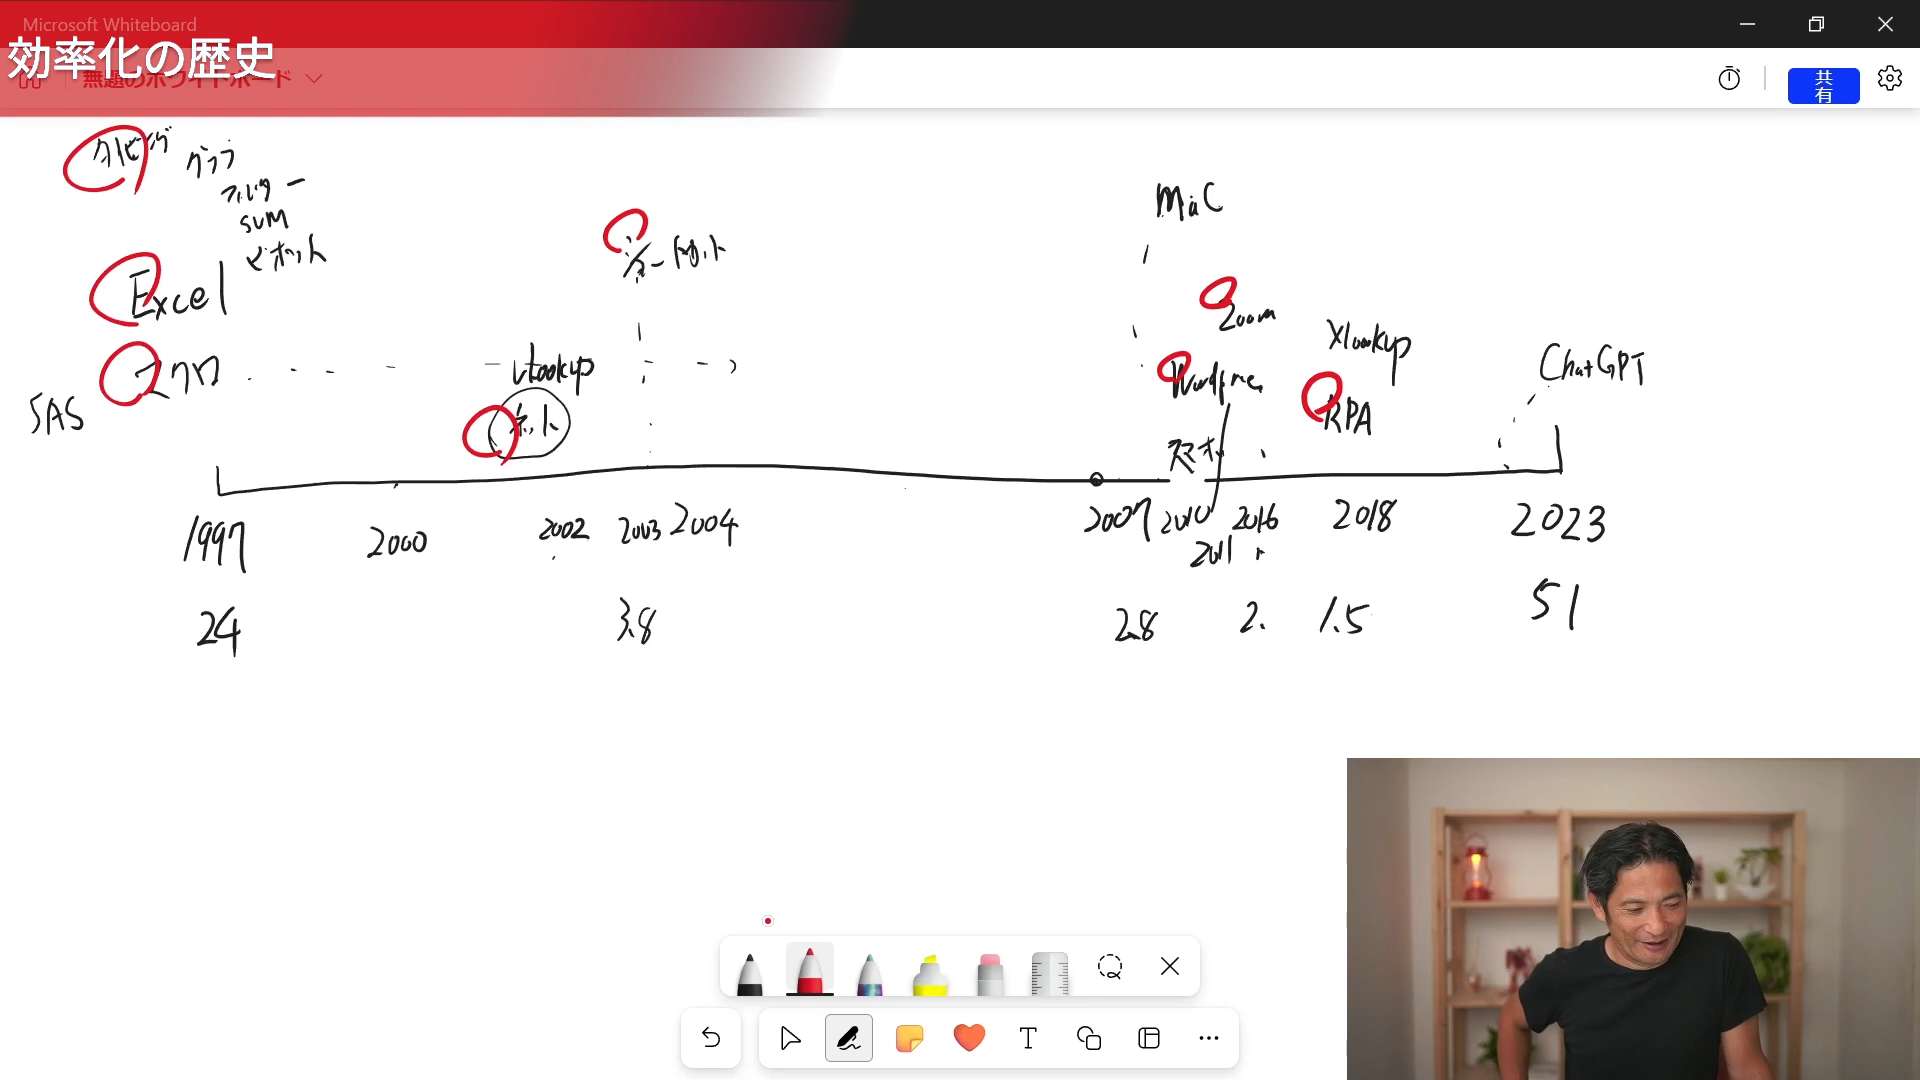 Microsoft Whiteboard
効率化の歴史
無題のホワイトボード
共有
タイピング
グラフ
フィルター
SUM
ピボット
Excel
マクロ
SAS
Vlookup
ネット
ショートカット
Mac
Zoom
Wordpress
スマホ
Xlookup
RPA
ChatGPT
1997 2000 2002 2003 2004 2007 2010 2011 2016 2018 2023
24 3.8 28 2. 1.5 51
T